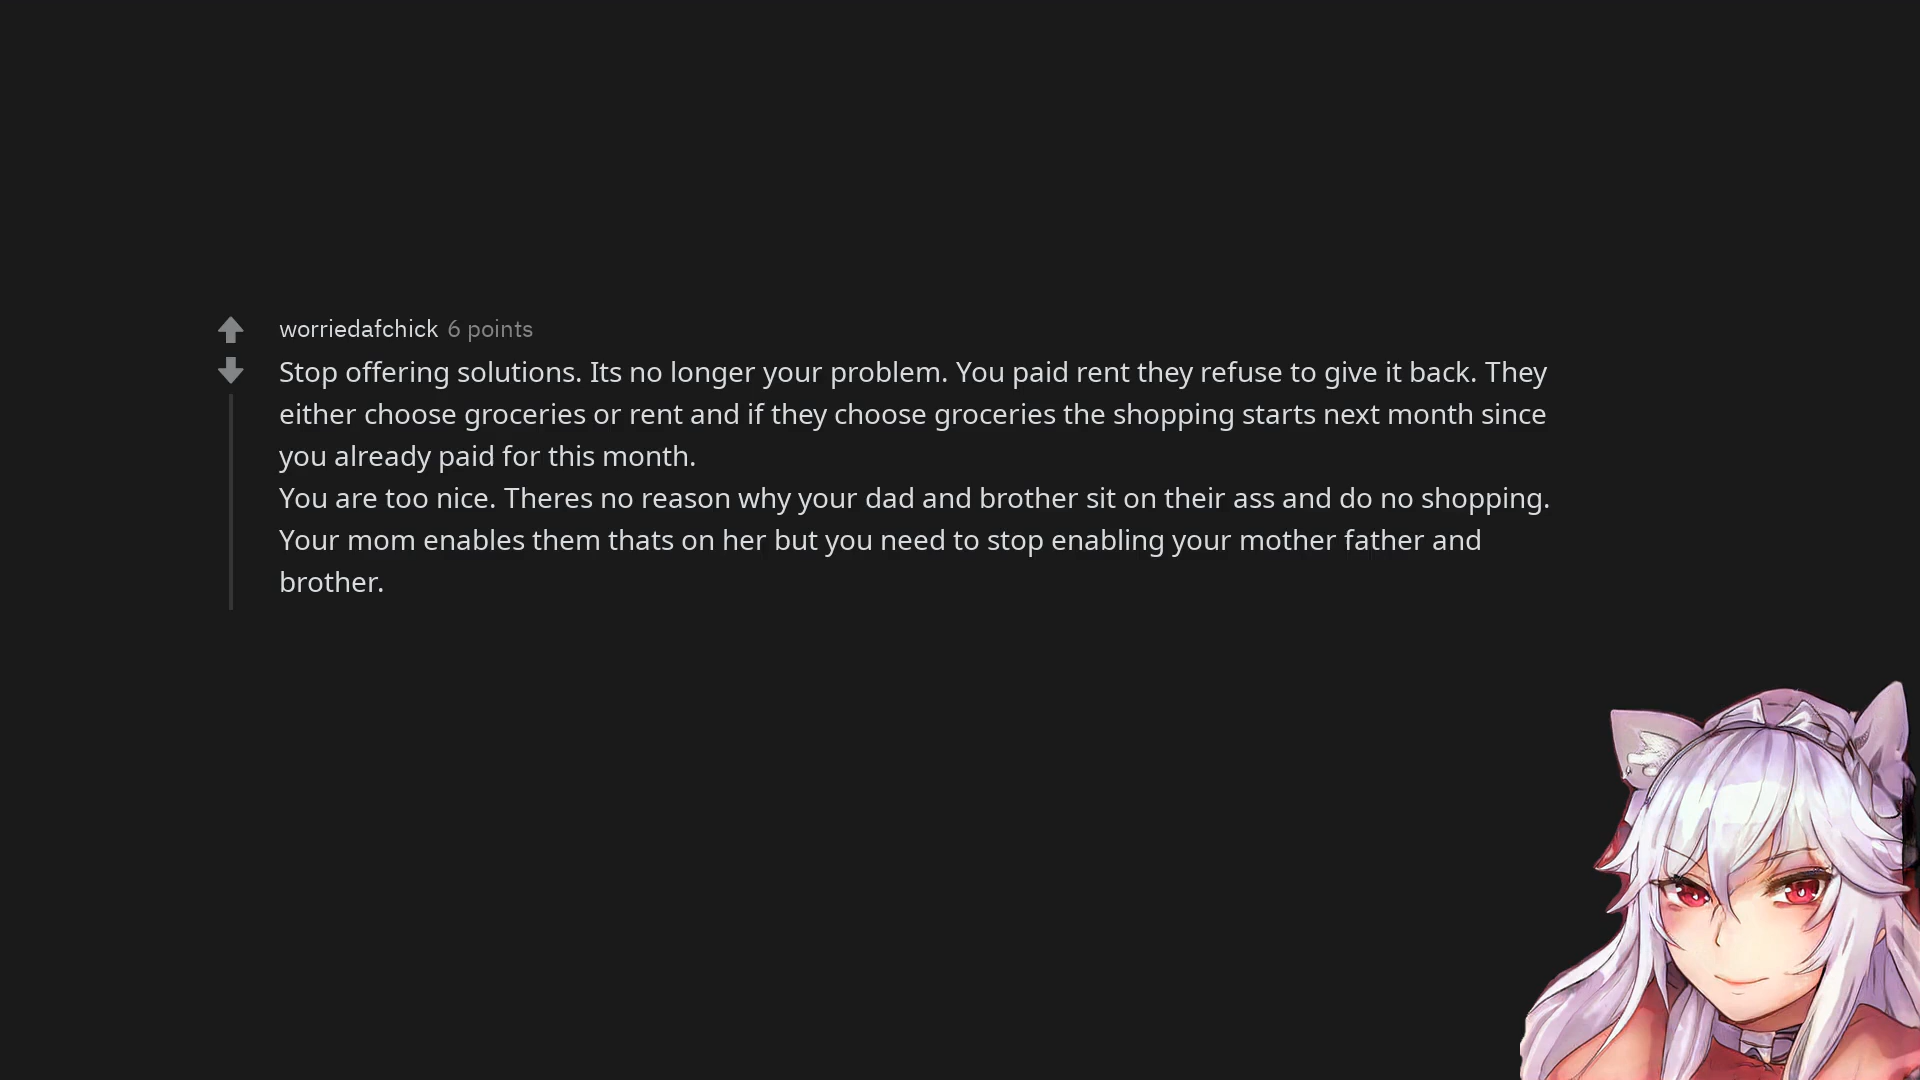 worriedafchick 6 points
Stop offering solutions. Its no longer your problem. You paid rent they refuse to give it back. They
either choose groceries or rent and if they choose groceries the shopping starts next month since
you already paid for this month.
You are too nice. Theres no reason why your dad and brother sit on their ass and do no shopping.
Your mom enables them thats on her but you need to stop enabling your mother father and
brother.